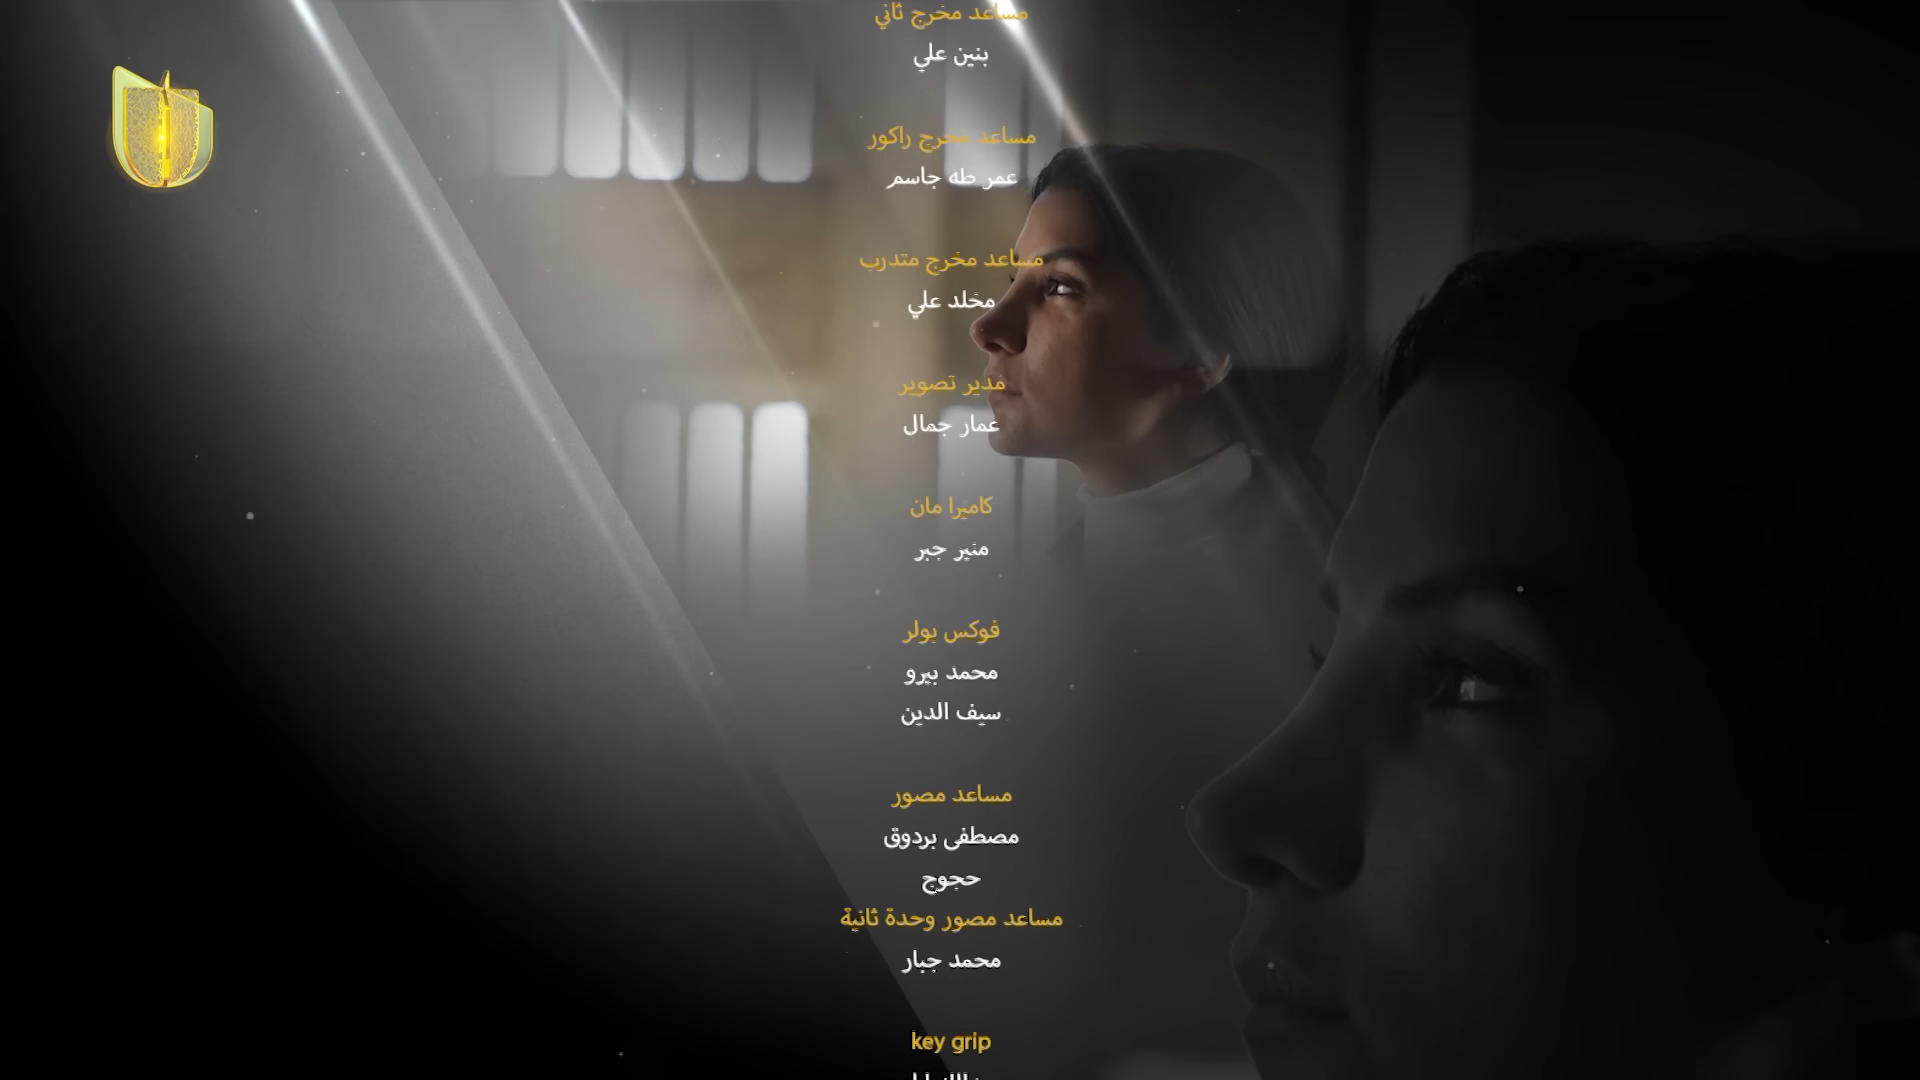 مساعد مخرج ثاني
بنين علي
مساعد مخرج راكور
عمر طه جاسم
مساعد مخرج متدرب
مخلد علي
مدير تصوير
عمار جمال
كاميرا مان
منير جبر
فوكس بولر
محمد بيرو
سيف الدين
مساعد مصور
مصطفى بردوق
حجوج
مساعد مصور وحدة ثانية
محمد جبار
key grip